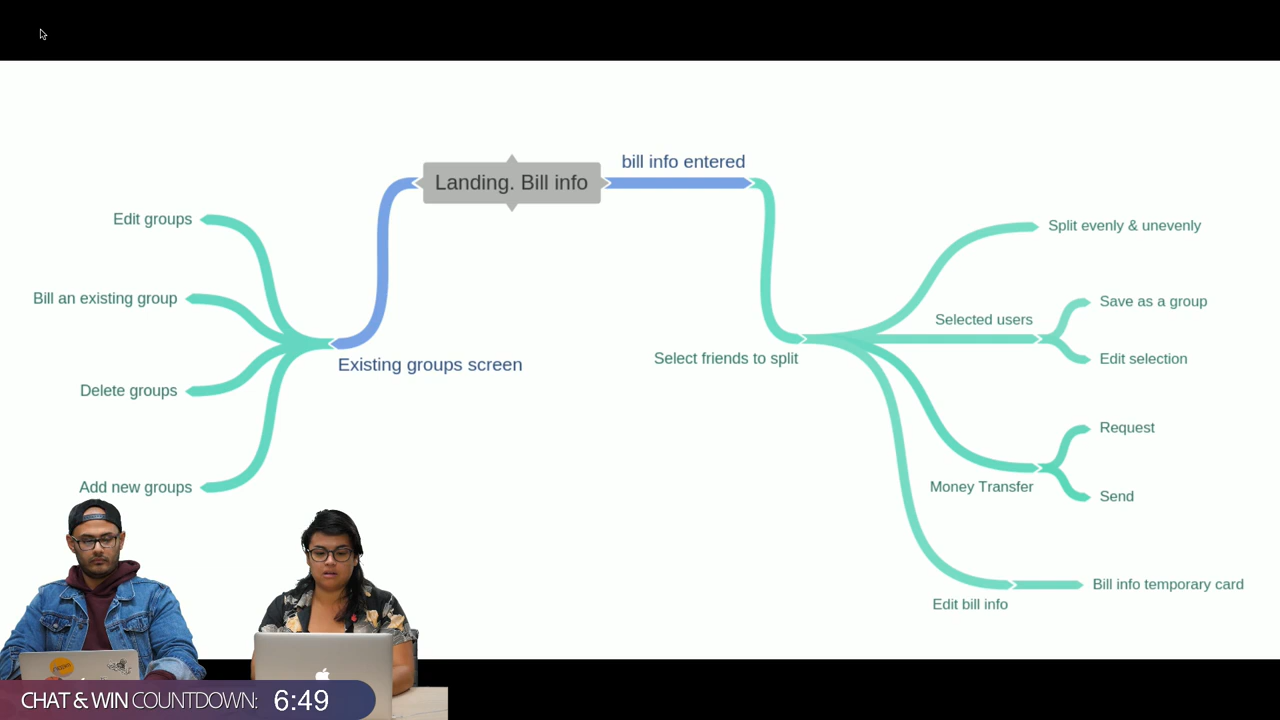 bill info entered
Landing. Bill info
Edit groups
Bill an existing group
Delete groups
Add new groups
Existing groups screen
Select friends to split
Split evenly & unevenly
Selected users
Save as a group
Edit selection
Money Transfer
Request
Send
Edit bill info
Bill info temporary card
CHAT & WIN COUNTDOWN: 6:49